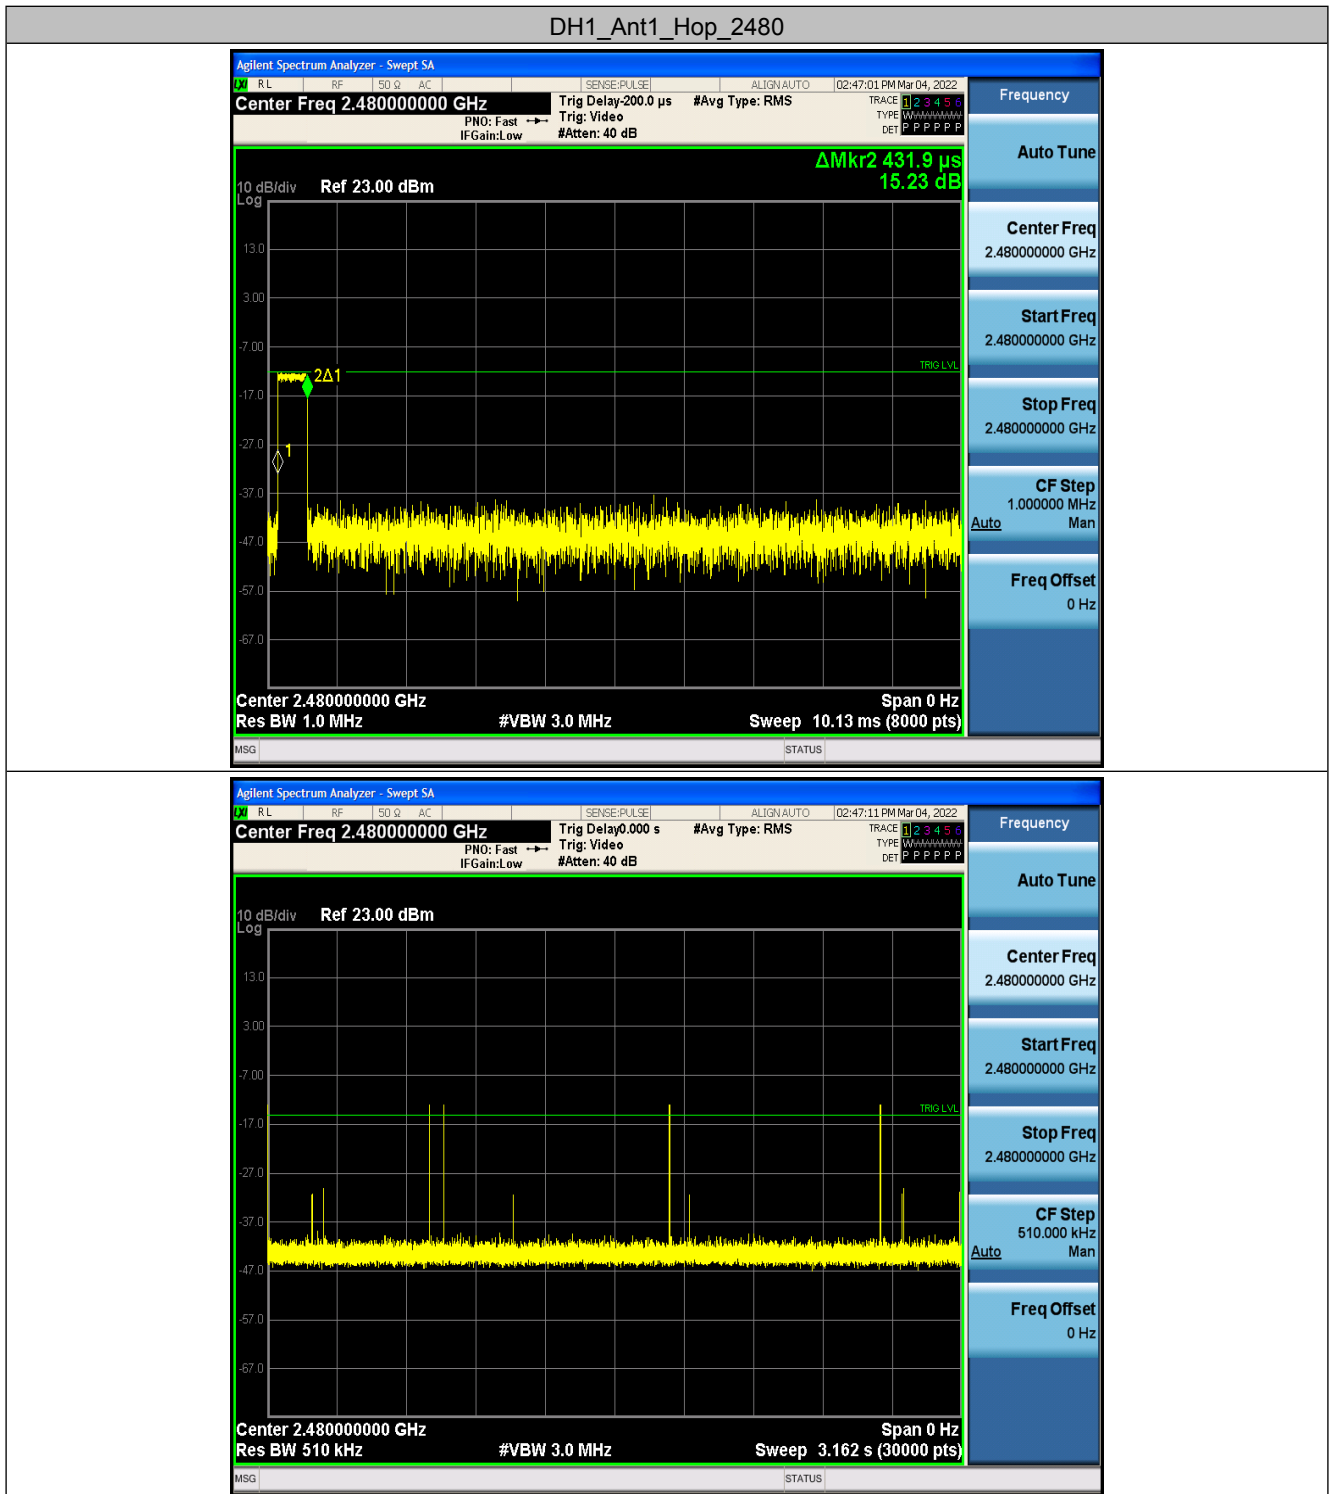 DH1_Ant1_Hop_2480
Agilent Spectrum Analyzer - Swept SA
LXI RL RF 50 Ω AC SENSE:PULSE ALIGN AUTO 02:47:01 PM Mar 04, 2022
Center Freq 2.480000000 GHz
PNO: Fast
IFGain:Low
Trig Delay-200.0 µs
Trig: Video
#Atten: 40 dB
#Avg Type: RMS
TRACE 1 2 3 4 5 6
TYPE WWWWWW
DET P P P P P P
ΔMkr2 431.9 µs
15.23 dB
10 dB/div
Log
Ref 23.00 dBm
13.0
3.00
-7.00
TRIG LVL
2Δ1
-17.0
-27.0
1
-37.0
-47.0
-57.0
-67.0
Center 2.480000000 GHz Span 0 Hz
Res BW 1.0 MHz #VBW 3.0 MHz Sweep 10.13 ms (8000 pts)
MSG STATUS
Frequency
Auto Tune
Center Freq
2.480000000 GHz
Start Freq
2.480000000 GHz
Stop Freq
2.480000000 GHz
CF Step
1.000000 MHz
Auto Man
Freq Offset
0 Hz
Agilent Spectrum Analyzer - Swept SA
LXI RL RF 50 Ω AC SENSE:PULSE ALIGN AUTO 02:47:11 PM Mar 04, 2022
Center Freq 2.480000000 GHz
PNO: Fast
IFGain:Low
Trig Delay0.000 s
Trig: Video
#Atten: 40 dB
#Avg Type: RMS
TRACE 1 2 3 4 5 6
TYPE WWWWWW
DET P P P P P P
10 dB/div
Log
Ref 23.00 dBm
13.0
3.00
-7.00
TRIG LVL
-17.0
-27.0
-37.0
-47.0
-57.0
-67.0
Center 2.480000000 GHz Span 0 Hz
Res BW 510 kHz #VBW 3.0 MHz Sweep 3.162 s (30000 pts)
MSG STATUS
Frequency
Auto Tune
Center Freq
2.480000000 GHz
Start Freq
2.480000000 GHz
Stop Freq
2.480000000 GHz
CF Step
510.000 kHz
Auto Man
Freq Offset
0 Hz